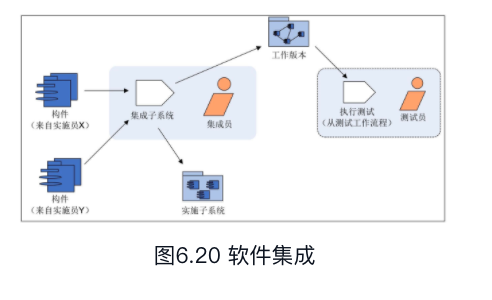 工作版本
构件
（来自实施员X）
集成子系统
集成员
执行测试
（从测试工作流程）
测试员
构件
（来自实施员Y）
实施子系统
图6.20 软件集成